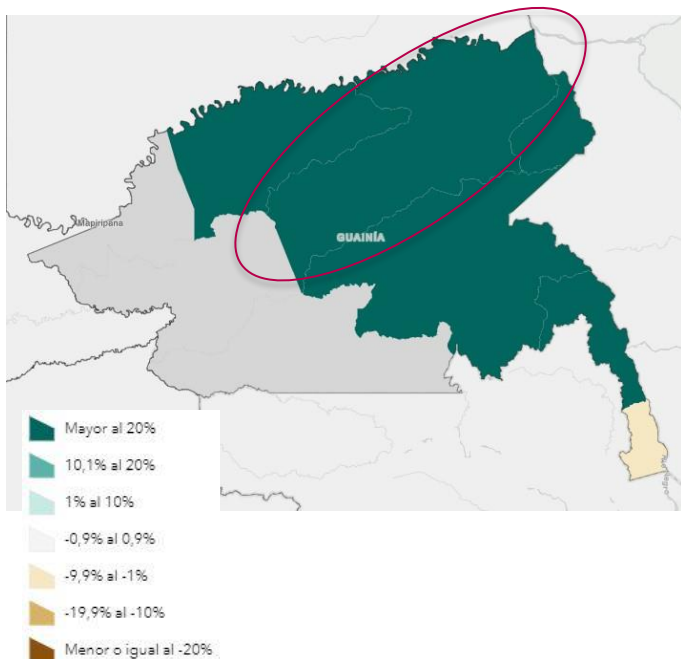 Mapiripana
GUAINÍA
Mayor al 20%
10,1% al 20%
1% al 10%
-0,9% al 0,9%
-9,9% al -1%
-19,9% al -10%
Menor o igual al -20%